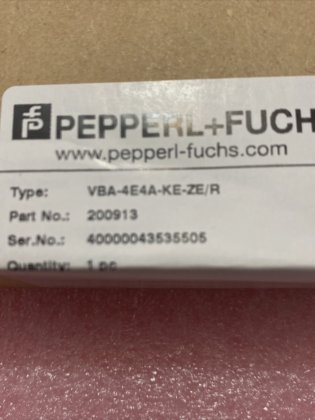 PEPPERL+FUCH
www.pepperl-fuchs.com
Type: VBA-4E4A-KE-ZE/R
Part No.: 200913
Ser.No.: 40000043535505
Quantity: 1 pc